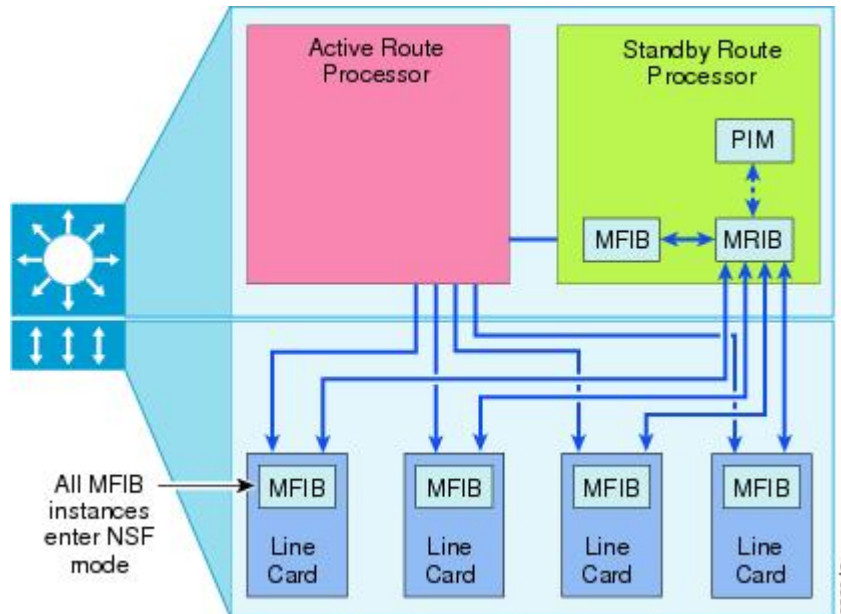 Active Route
Processor
Standby Route
Processor
PIM
MFIB
MRIB
All MFIB
instances
enter NSF
mode
MFIB
Line
Card
MFIB
Line
Card
MFIB
Line
Card
MFIB
Line
Card